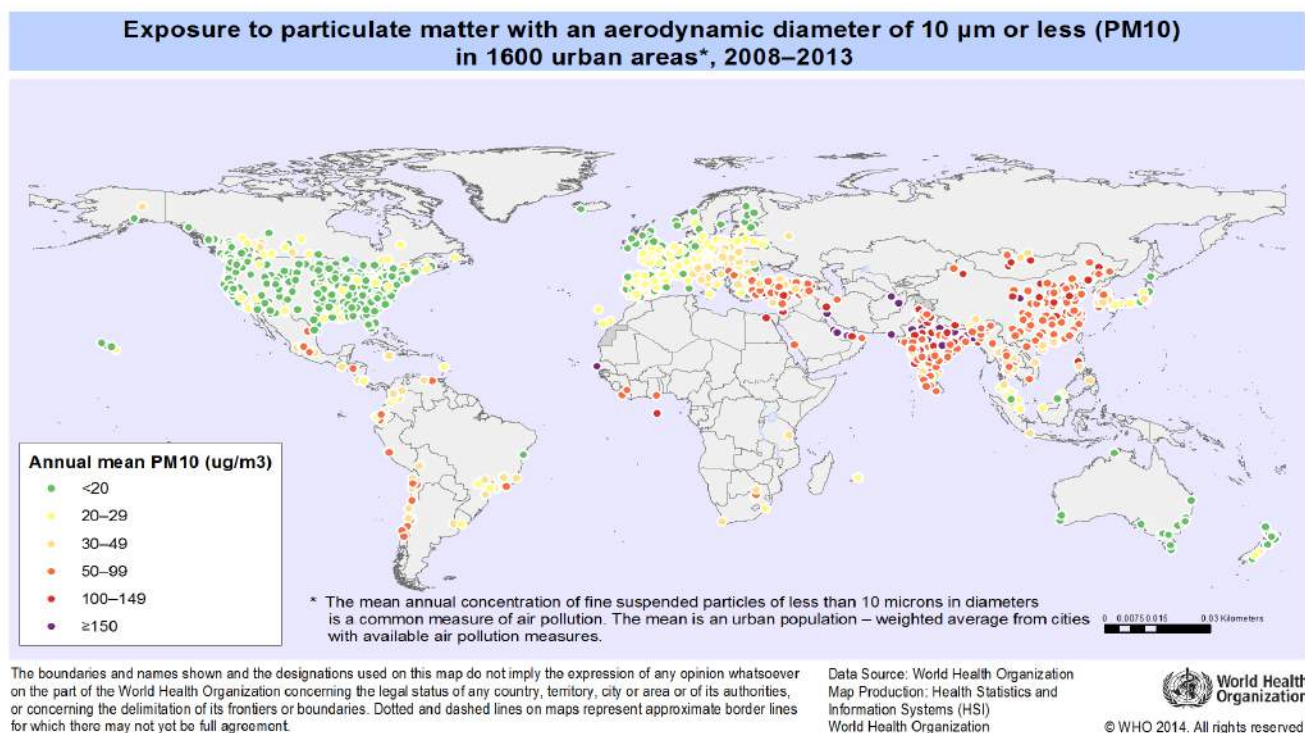 Exposure to particulate matter with an aerodynamic diameter of 10 µm or less (PM10)
in 1600 urban areas*, 2008–2013
Annual mean PM10 (ug/m3)
<20
20–29
30–49
50–99
100–149
≥150
* The mean annual concentration of fine suspended particles of less than 10 microns in diameters
is a common measure of air pollution. The mean is an urban population – weighted average from cities
with available air pollution measures.
0 0.0075 0.015 0.03 Kilometers
The boundaries and names shown and the designations used on this map do not imply the expression of any opinion whatsoever
on the part of the World Health Organization concerning the legal status of any country, territory, city or area or of its authorities,
or concerning the delimitation of its frontiers or boundaries. Dotted and dashed lines on maps represent approximate border lines
for which there may not yet be full agreement.
Data Source: World Health Organization
Map Production: Health Statistics and
Information Systems (HSI)
World Health Organization
World Health
Organization
© WHO 2014. All rights reserved